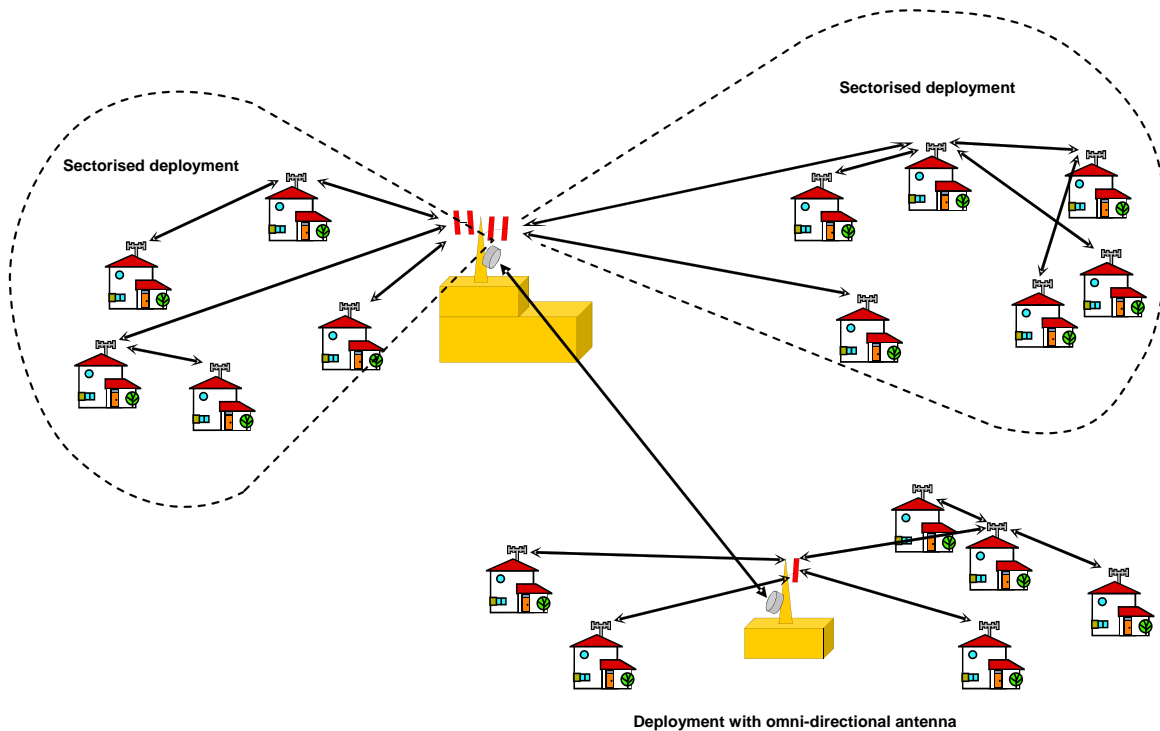 Sectorised deployment
Sectorised deployment
Deployment with omni-directional antenna